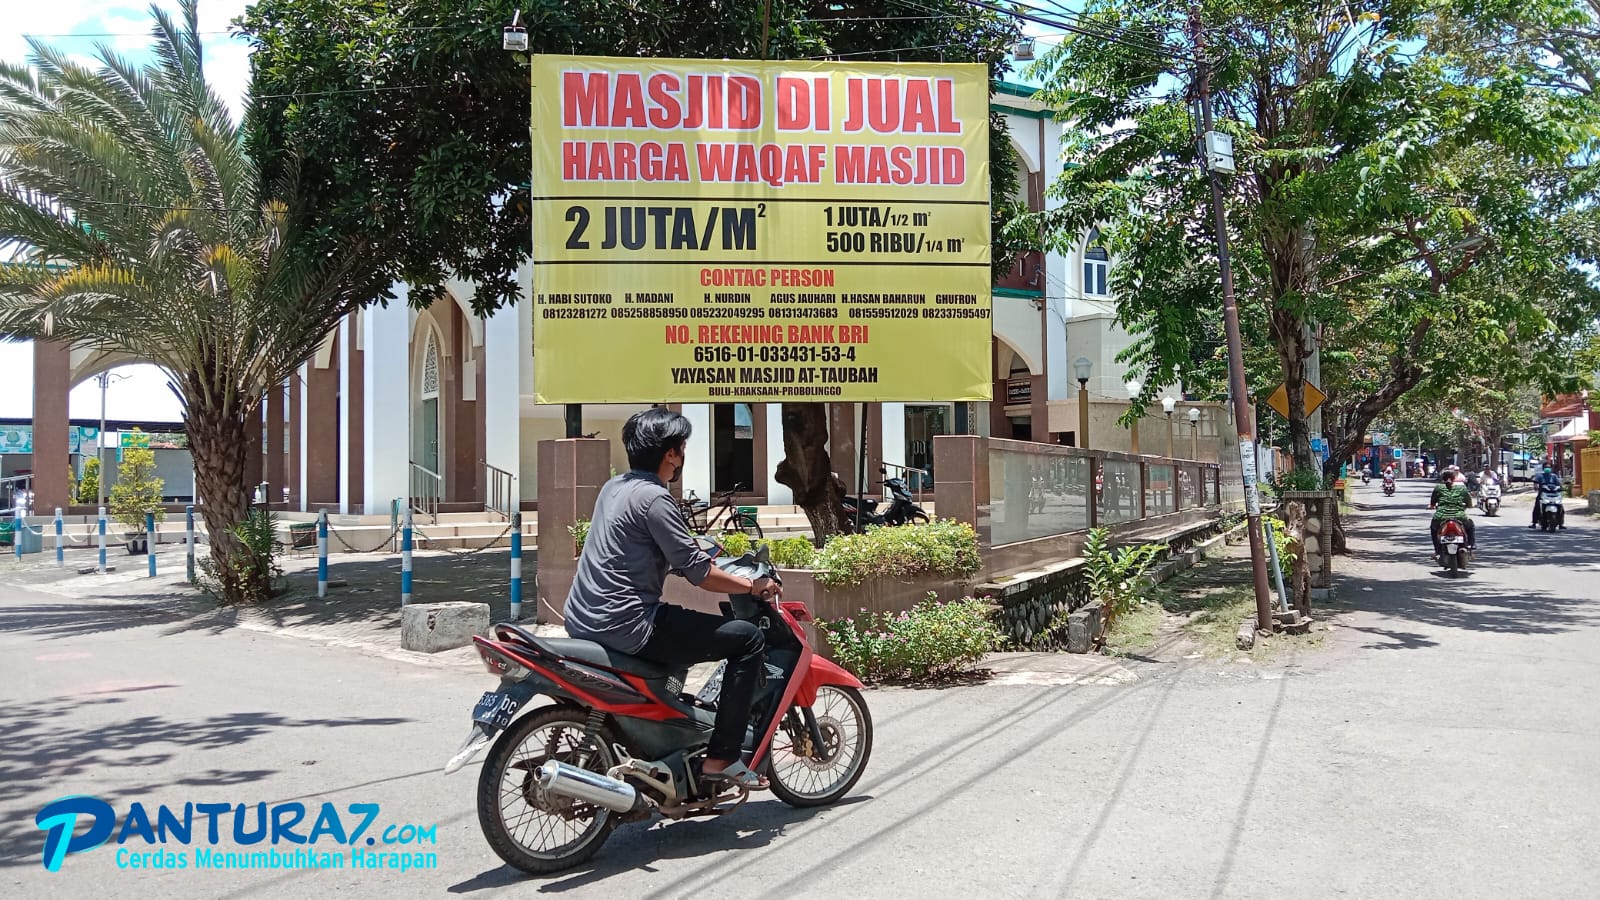 MASJID DI JUAL
HARGA WAQAF MASJID
2 JUTA/M²
1 JUTA/1/2 m²
500 RIBU/1/4 m²
CONTAC PERSON
H. HABI SUTOKO H. MADANI H. NURDIN AGUS JAUHARI H.HASAN BAHARUN GHUFRON
08123281272 085258858950 085232049295 081313473683 081559512029 082337595497
NO. REKENING BANK BRI
6516-01-033431-53-4
YAYASAN MASJID AT-TAUBAH
BULU-KRAKSAAN-PROBOLINGGO
HONDA
PANTURA7.COM
Cerdas Menumbuhkan Harapan